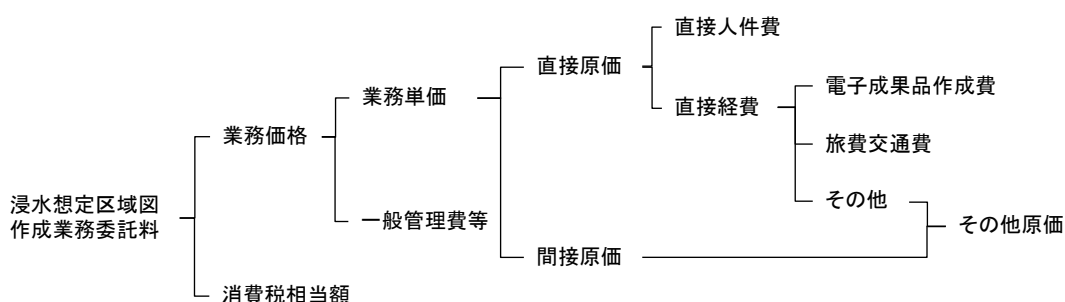 浸水想定区域図
作成業務委託料
業務価格
消費税相当額
業務単価
一般管理費等
直接原価
間接原価
直接人件費
直接経費
電子成果品作成費
旅費交通費
その他
その他原価